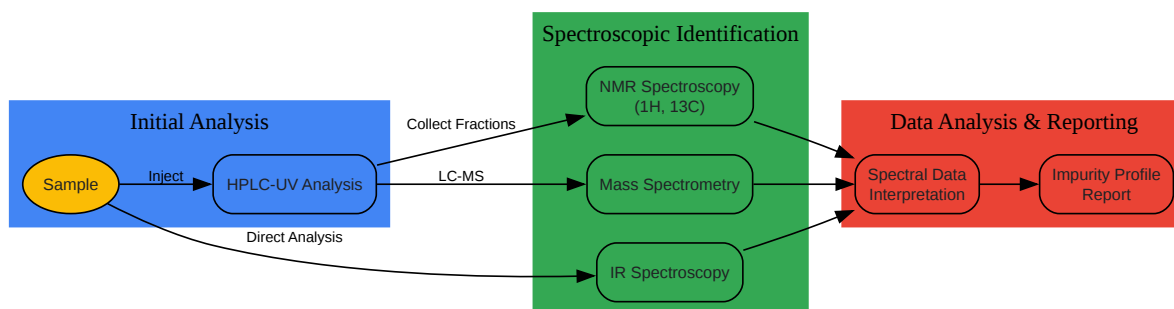 Initial Analysis
Sample
Inject
HPLC-UV Analysis
Collect Fractions
LC-MS
Direct Analysis
Spectroscopic Identification
NMR Spectroscopy
(1H, 13C)
Mass Spectrometry
IR Spectroscopy
Data Analysis & Reporting
Spectral Data
Interpretation
Impurity Profile
Report